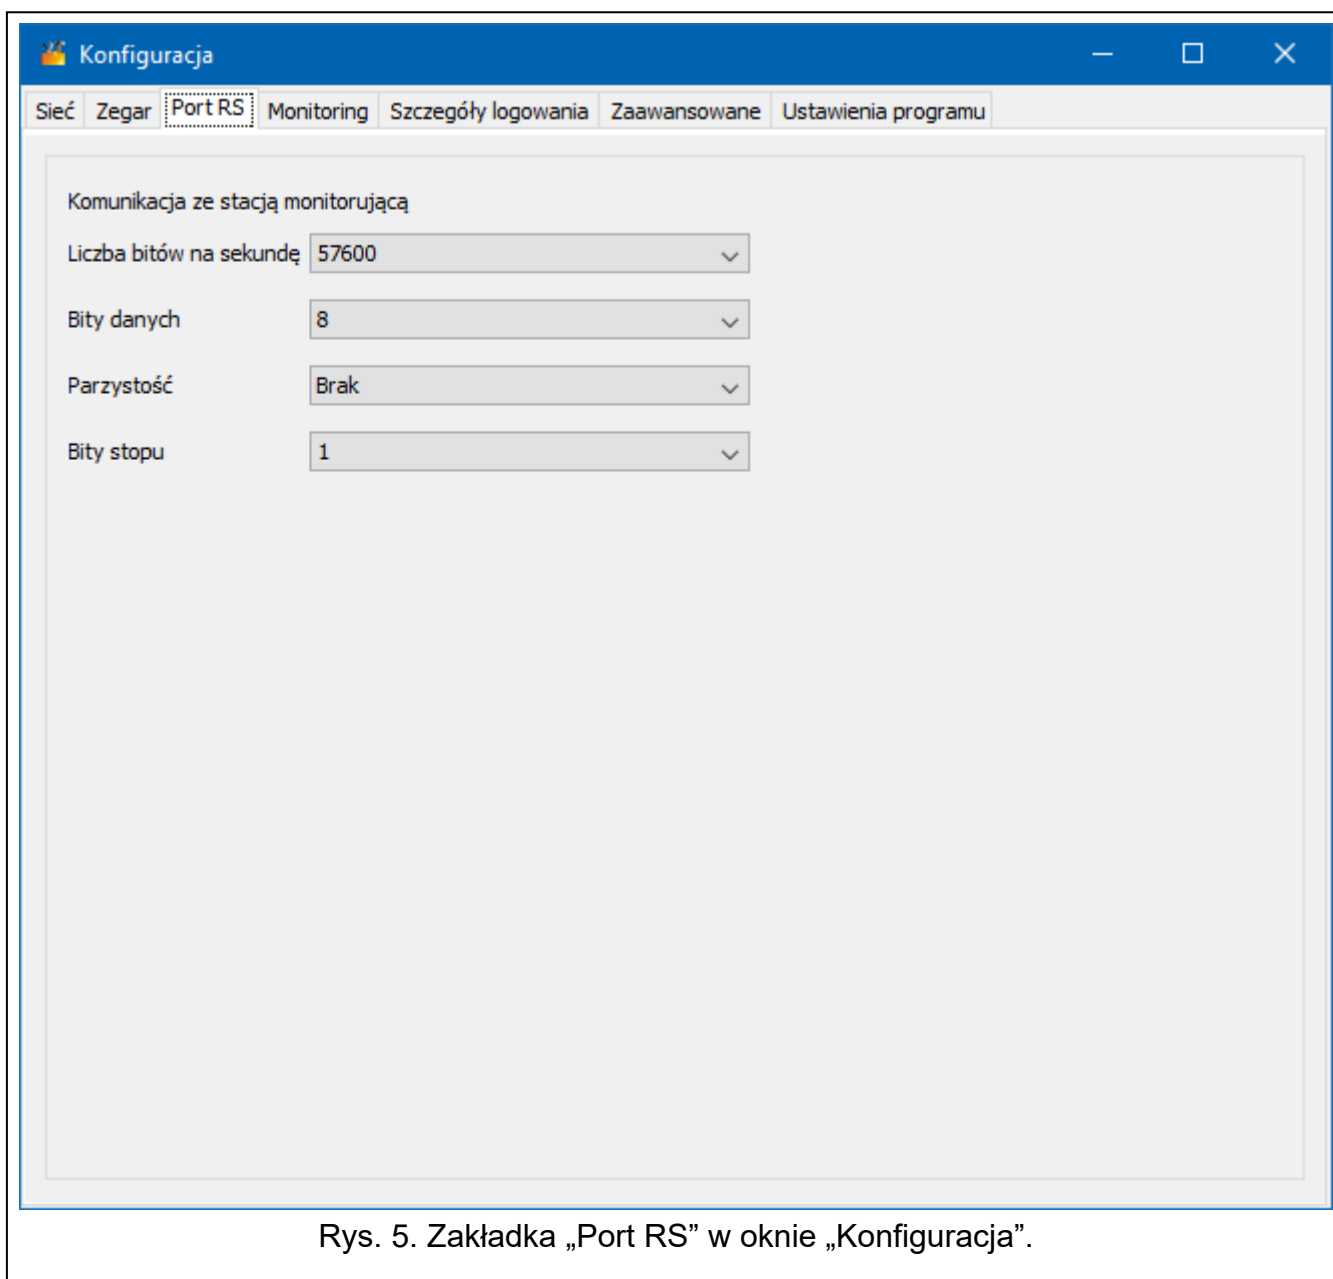 Konfiguracja
Sieć Zegar Port RS Monitoring Szczegóły logowania Zaawansowane Ustawienia programu
Komunikacja ze stacją monitorującą
Liczba bitów na sekundę 57600
Bity danych 8
Parzystość Brak
Bity stopu 1
Rys. 5. Zakładka „Port RS” w oknie „Konfiguracja”.